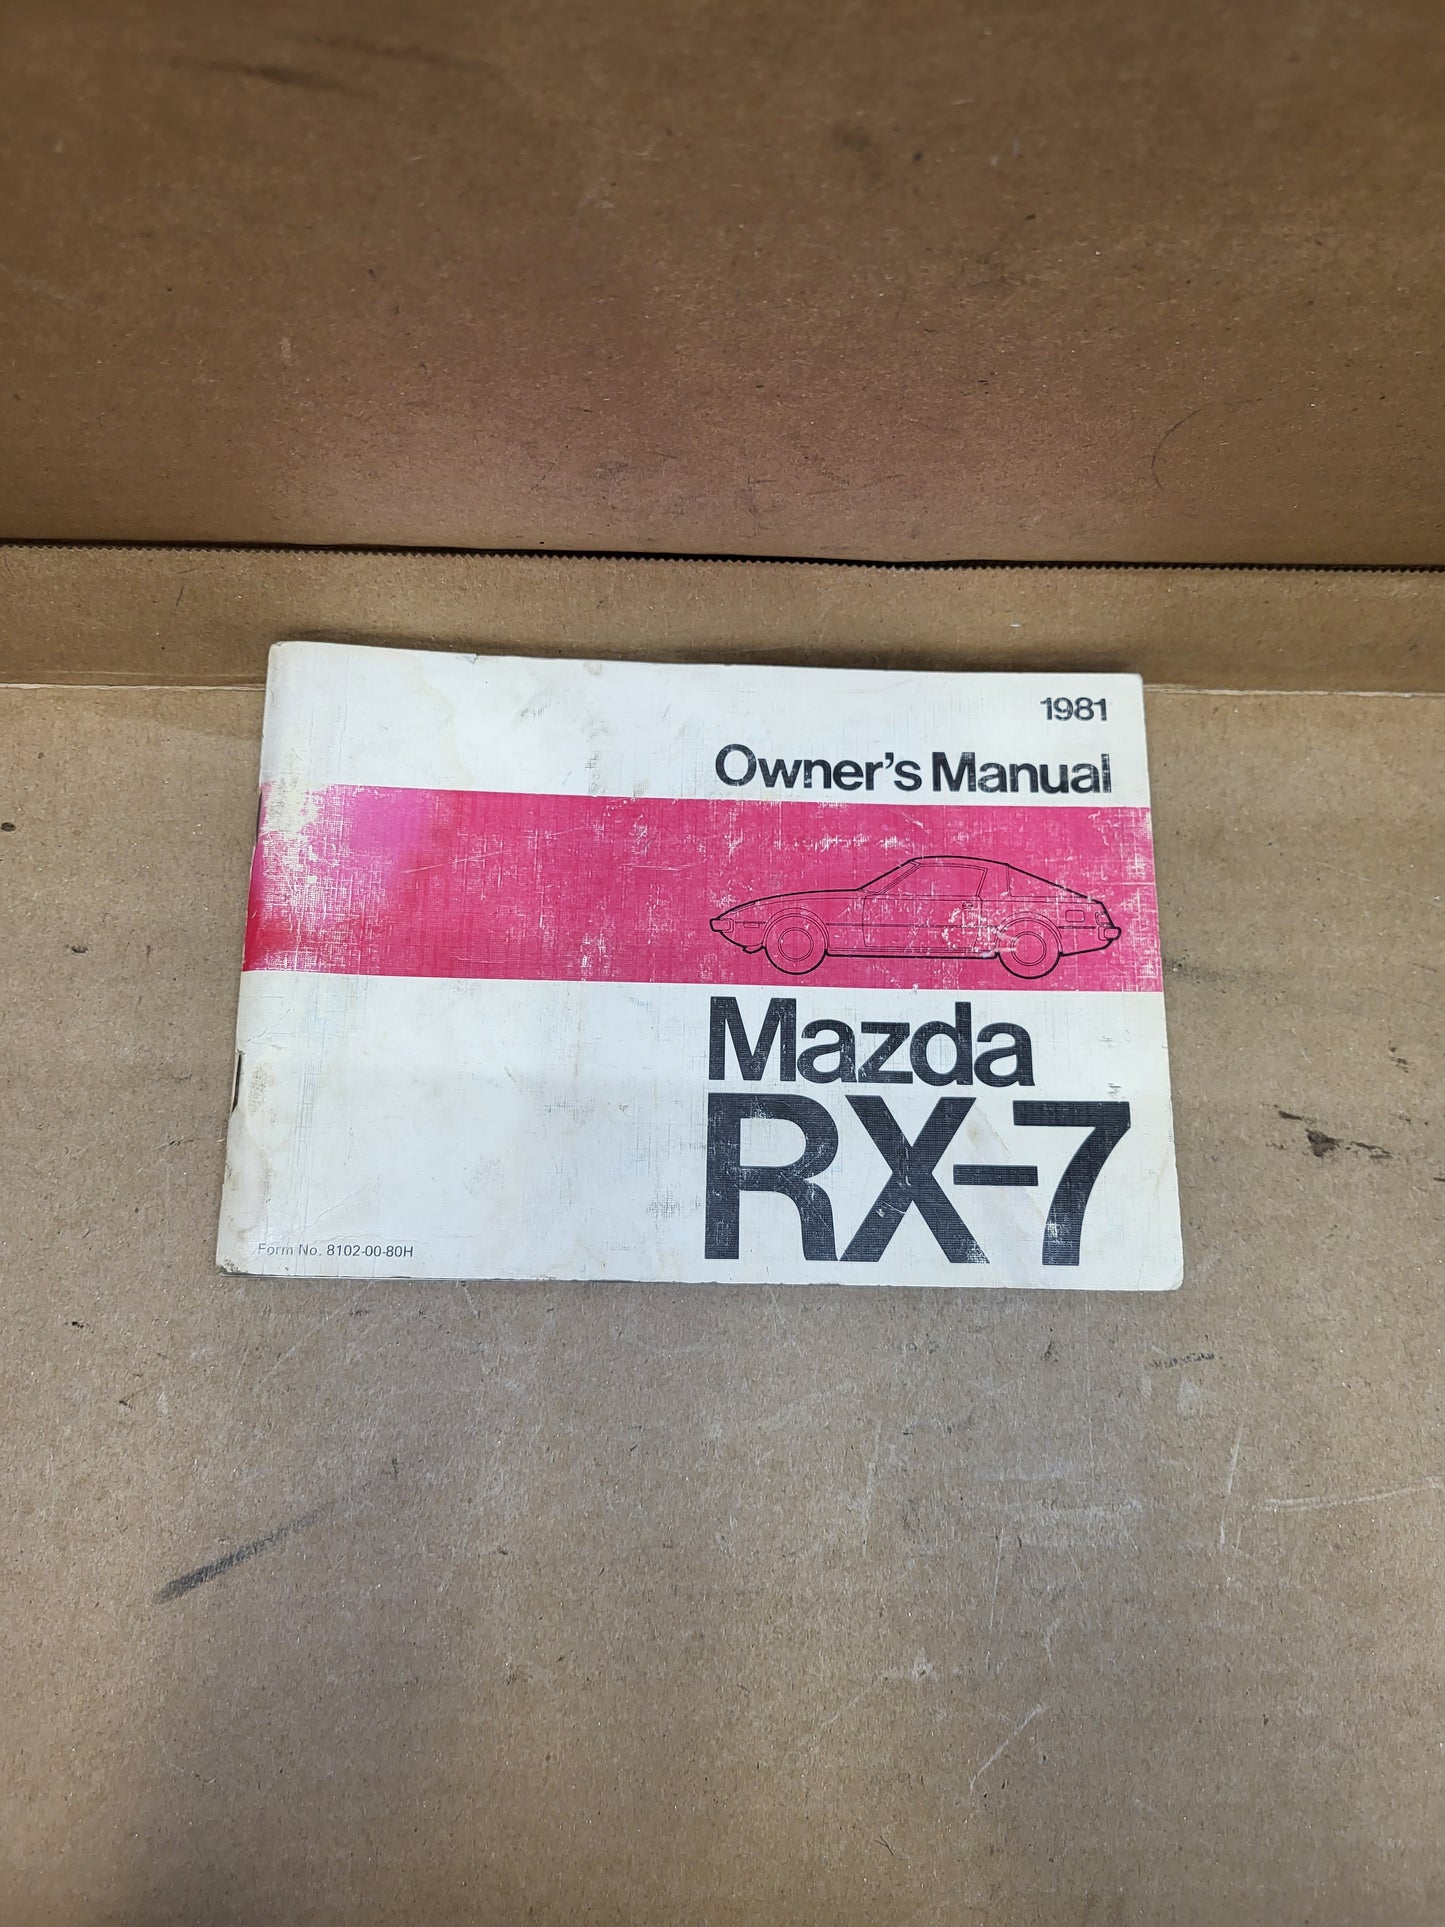 1981
Owner's Manual
Mazda
RX-7
Form No. 8102-00-80H